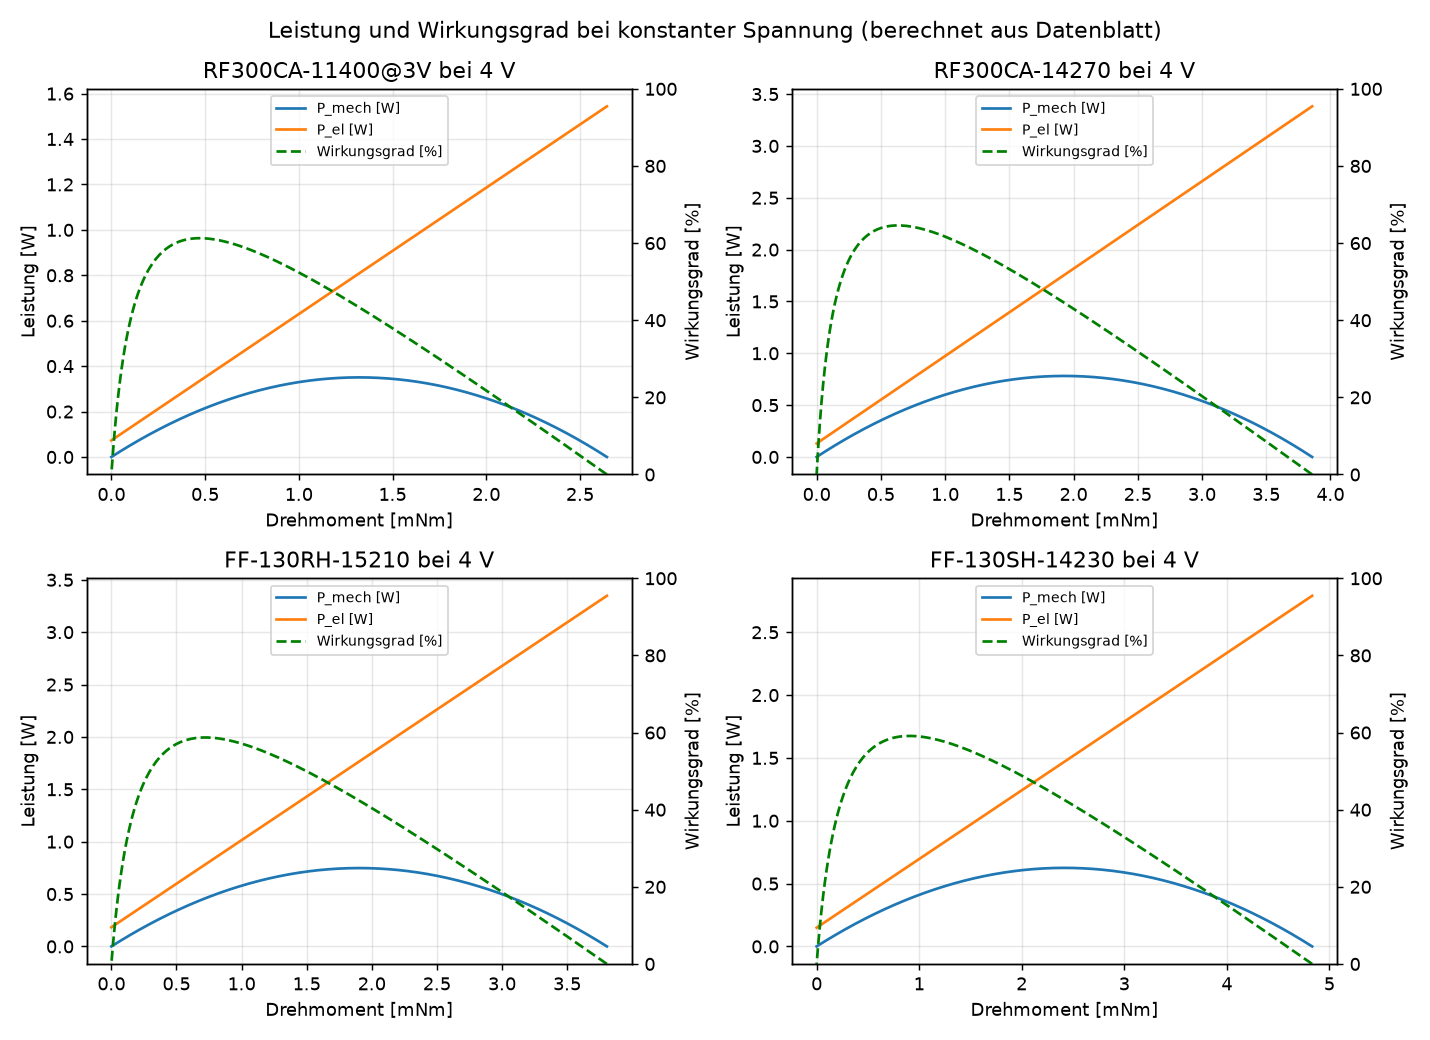 Leistung und Wirkungsgrad bei konstanter Spannung (berechnet aus Datenblatt)
RF300CA-11400@3V bei 4 V
P_mech [W]
P_el [W]
Wirkungsgrad [%]
1.6
1.4
1.2
1.0
0.8
0.6
0.4
0.2
0.0
Leistung [W]
100
80
60
40
20
0
Wirkungsgrad [%]
0.0 0.5 1.0 1.5 2.0 2.5
Drehmoment [mNm]
RF300CA-14270 bei 4 V
P_mech [W]
P_el [W]
Wirkungsgrad [%]
3.5
3.0
2.5
2.0
1.5
1.0
0.5
0.0
Leistung [W]
100
80
60
40
20
0
Wirkungsgrad [%]
0.0 0.5 1.0 1.5 2.0 2.5 3.0 3.5 4.0
Drehmoment [mNm]
FF-130RH-15210 bei 4 V
P_mech [W]
P_el [W]
Wirkungsgrad [%]
3.5
3.0
2.5
2.0
1.5
1.0
0.5
0.0
Leistung [W]
100
80
60
40
20
0
Wirkungsgrad [%]
0.0 0.5 1.0 1.5 2.0 2.5 3.0 3.5
Drehmoment [mNm]
FF-130SH-14230 bei 4 V
P_mech [W]
P_el [W]
Wirkungsgrad [%]
2.5
2.0
1.5
1.0
0.5
0.0
Leistung [W]
100
80
60
40
20
0
Wirkungsgrad [%]
0 1 2 3 4 5
Drehmoment [mNm]